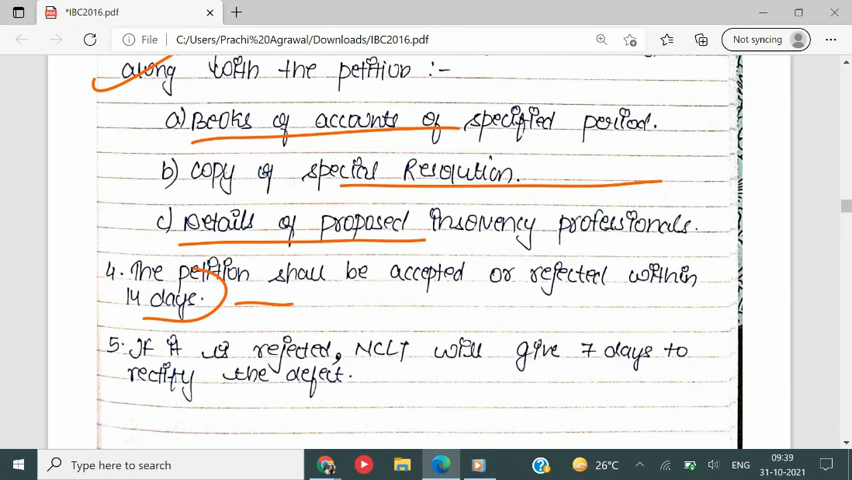 *IBC2016.pdf
File | C:/Users/Prachi%20Agrawal/Downloads/IBC2016.pdf
Not syncing
along with the petition :-
a) Books of accounts of specified period.
b) copy of special Resolution.
c) Details of proposed insovency professionals.
4. The petition shall be accepted or rejected within
14 days.
5. If it is rejected, NCLT will give 7 days to
rectify the defect.
Type here to search
26°C
ENG
09:39
31-10-2021